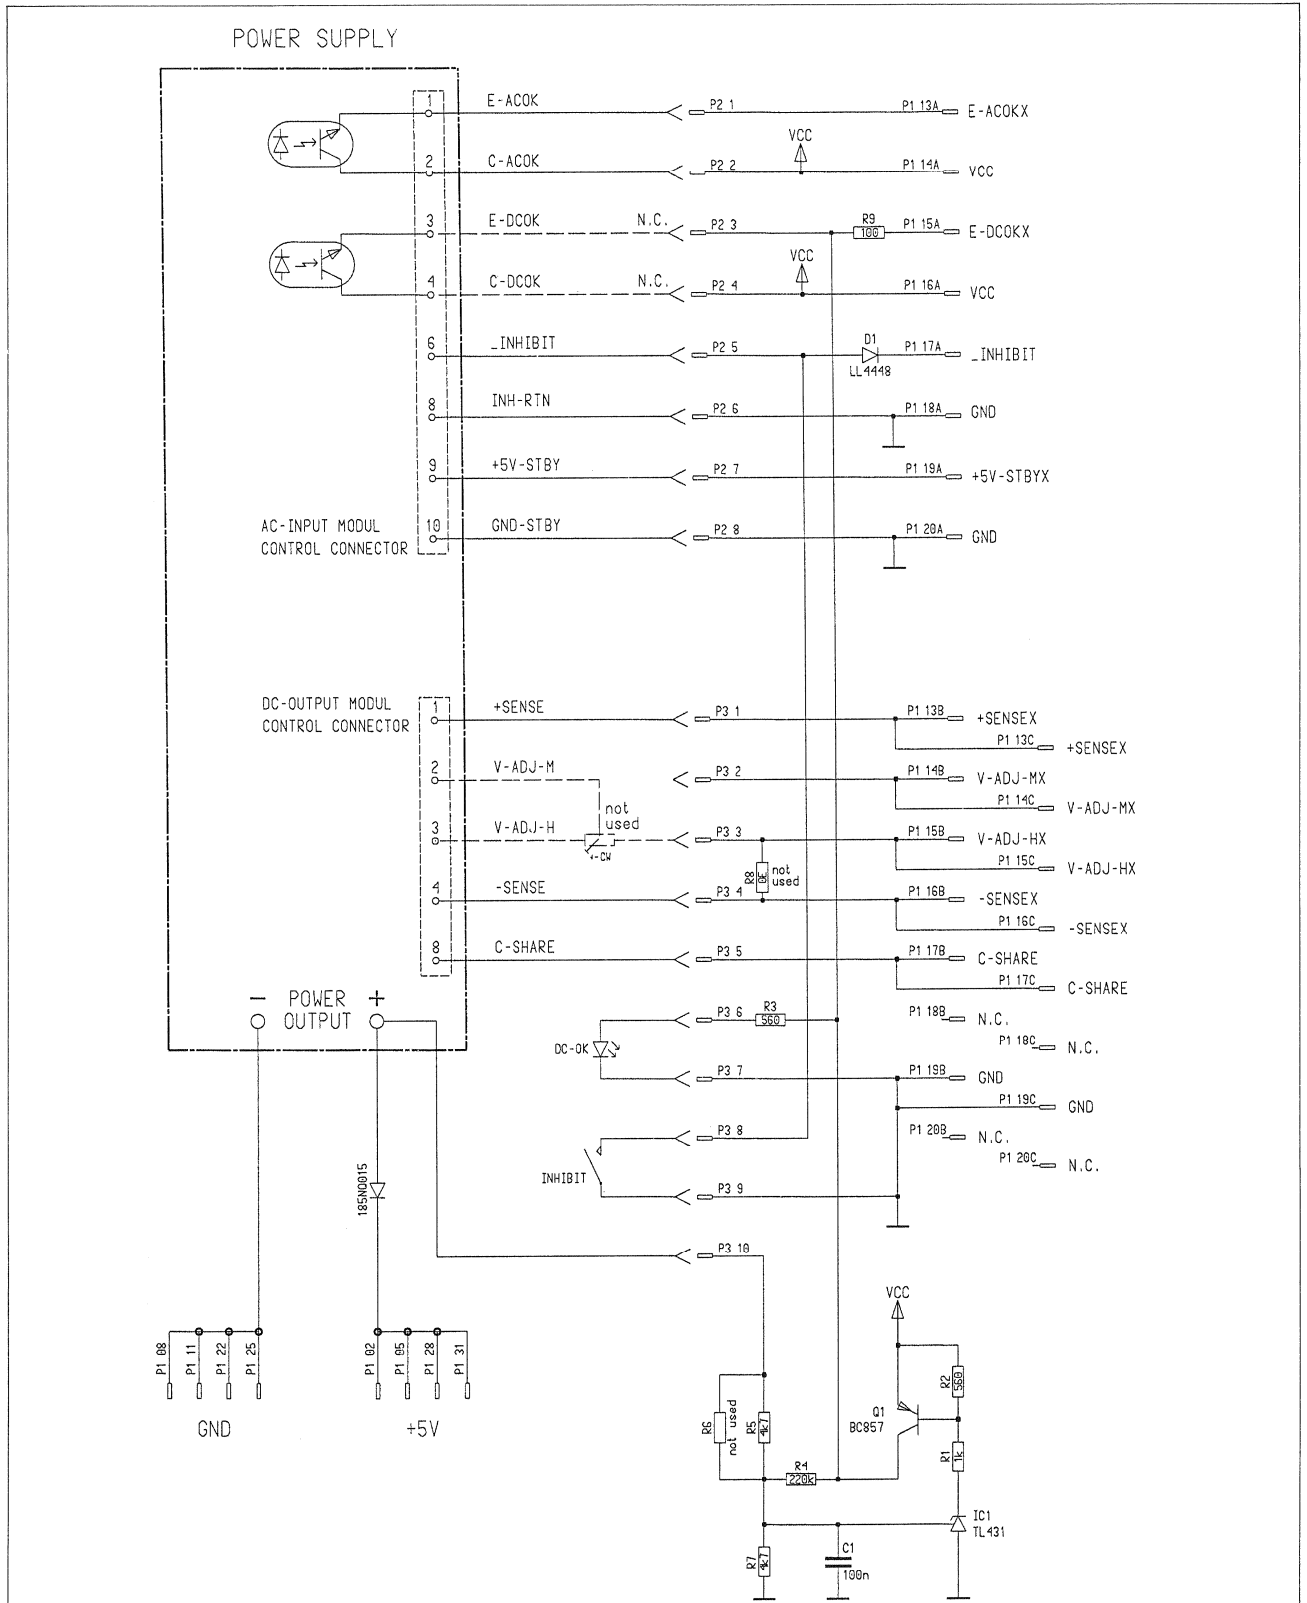 POWER SUPPLY
1 E-ACOK P2 1 P1 13A E-ACOKX
VCC
2 C-ACOK P2 2 P1 14A VCC
3 E-DCOK N.C. P2 3 R9 100 P1 15A E-DCOKX
VCC
4 C-DCOK N.C. P2 4 P1 16A VCC
6 _INHIBIT P2 5 D1 P1 17A _INHIBIT
LL4448
8 INH-RTN P2 6 P1 18A GND
9 +5V-STBY P2 7 P1 19A +5V-STBYX
AC-INPUT MODUL 10 GND-STBY P2 8 P1 20A GND
CONTROL CONNECTOR
DC-OUTPUT MODUL 1 +SENSE P3 1 P1 13B +SENSEX
CONTROL CONNECTOR
P1 13C +SENSEX
2 V-ADJ-M P3 2 P1 14B V-ADJ-MX
P1 14C V-ADJ-MX
not
used
3 V-ADJ-H P3 3 P1 15B V-ADJ-HX
+-CW
P1 15C V-ADJ-HX
R8 0E not
used
4 -SENSE P3 4 P1 16B -SENSEX
P1 16C -SENSEX
8 C-SHARE P3 5 P1 17B C-SHARE
P1 17C C-SHARE
- POWER +
OUTPUT
P3 6 R3 560 P1 18B N.C.
P1 18C N.C.
DC-OK
P3 7 P1 19B GND
P1 19C GND
P3 8 P1 20B N.C.
P1 20C N.C.
INHIBIT
P3 9
185NQ015
P3 10
VCC
P1 08
P1 11
P1 22
P1 25
P1 02
P1 05
P1 28
P1 31
GND
+5V
R6
not used
R5 4k7
R2 560
Q1
BC857
R1 1k
R4
220k
IC1
TL431
R7 4k7
C1
100n